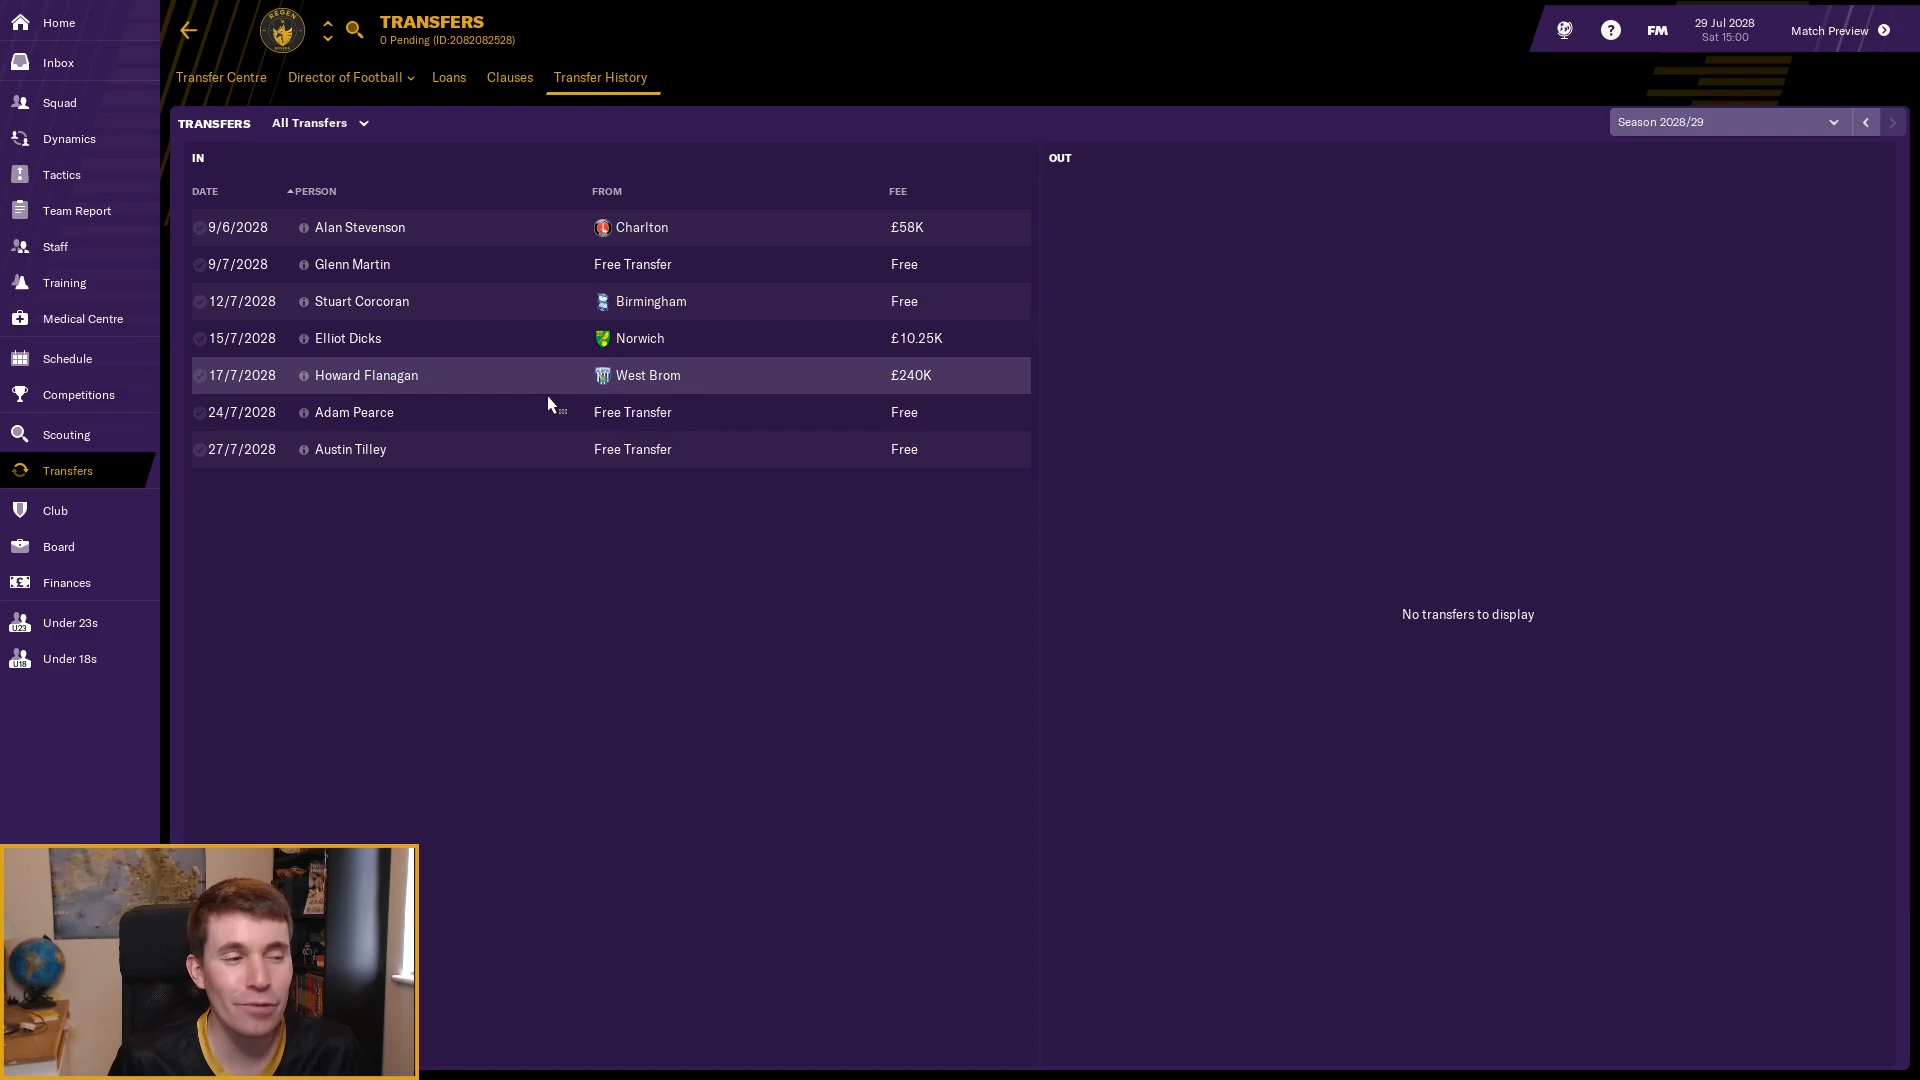 Home
Inbox
Squad
Dynamics
Tactics
Team Report
Staff
Training
Medical Centre
Schedule
Competitions
Scouting
Transfers
Club
Board
Finances
U23 Under 23s
U18 Under 18s
REGEN
TRANSFERS
0 Pending (ID:2082082528)
? FM 29 Jul 2028 Match Preview
Sat 15:00
Transfer Centre Director of Football Loans Clauses Transfer History
TRANSFERS All Transfers Season 2028/29
IN
DATE PERSON FROM FEE
9/6/2028 Alan Stevenson Charlton £58K
9/7/2028 Glenn Martin Free Transfer Free
12/7/2028 Stuart Corcoran Birmingham Free
15/7/2028 Elliot Dicks Norwich £10.25K
17/7/2028 Howard Flanagan West Brom £240K
24/7/2028 Adam Pearce Free Transfer Free
27/7/2028 Austin Tilley Free Transfer Free
OUT
No transfers to display